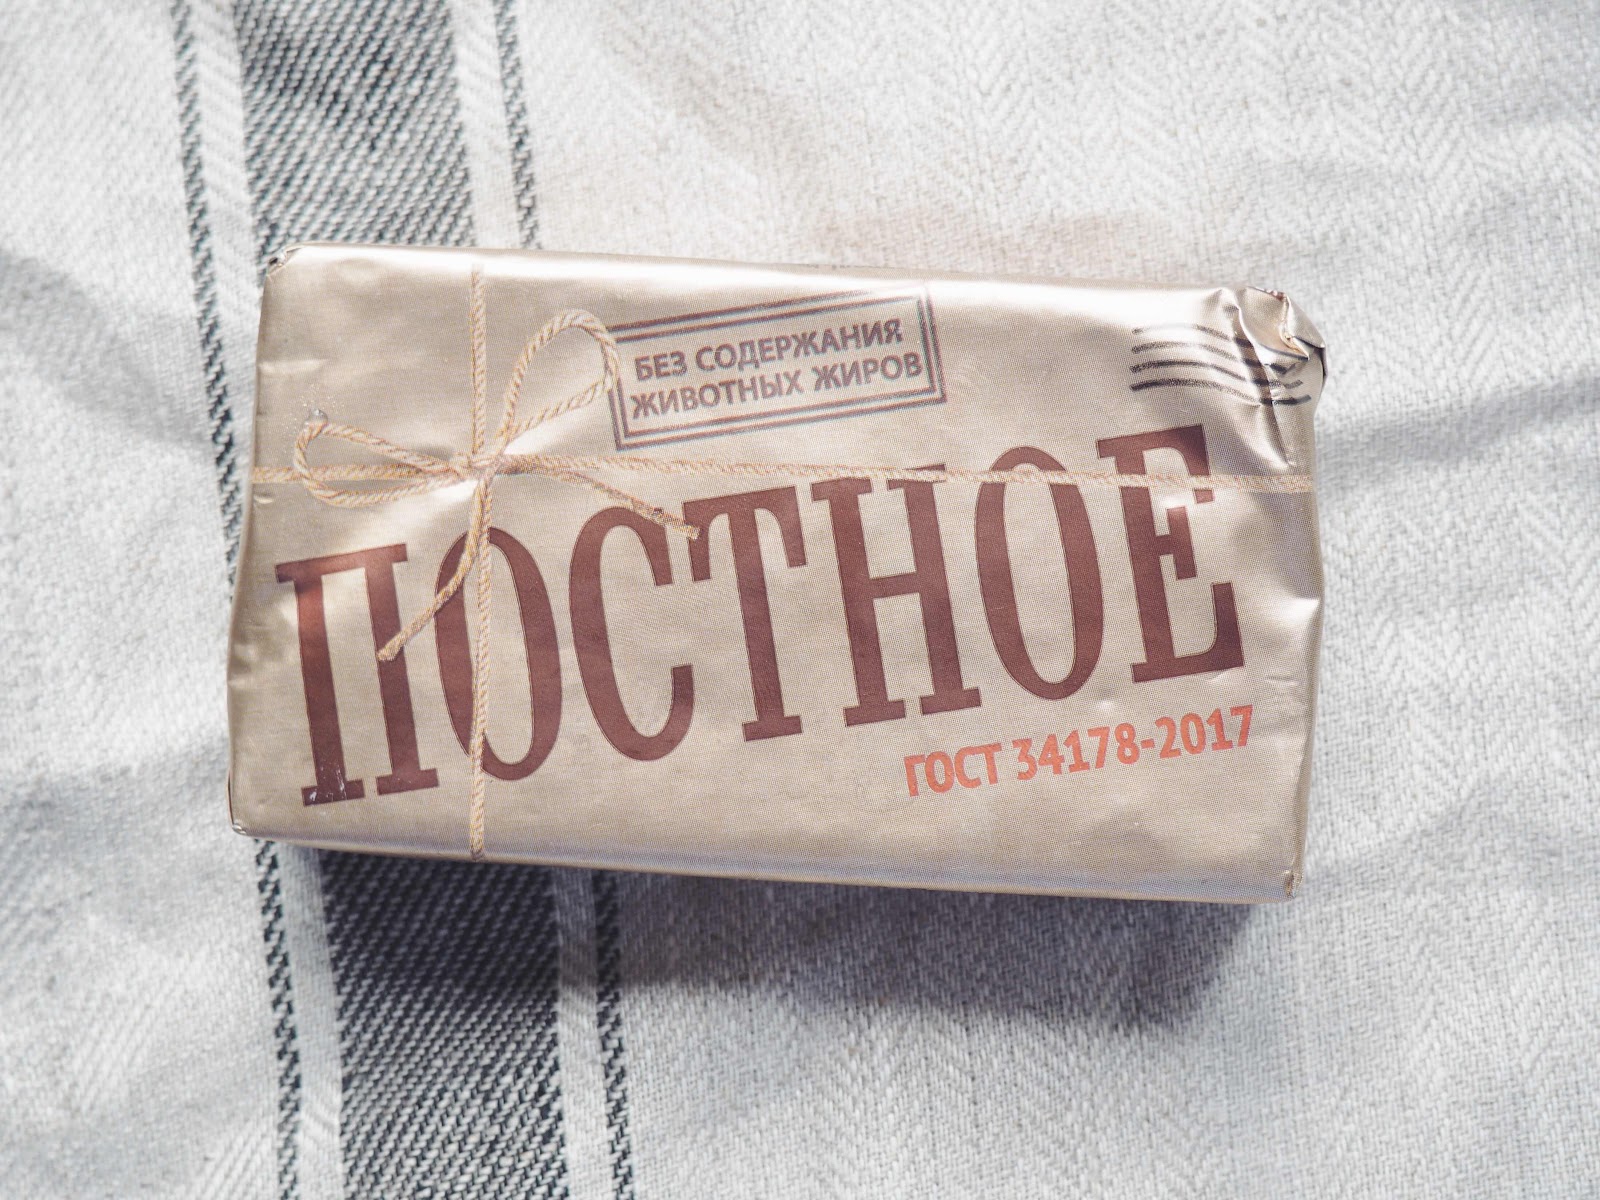 БЕЗ СОДЕРЖАНИЯ
ЖИВОТНЫХ ЖИРОВ
ПОСТНОЕ
ГОСТ 34178-2017